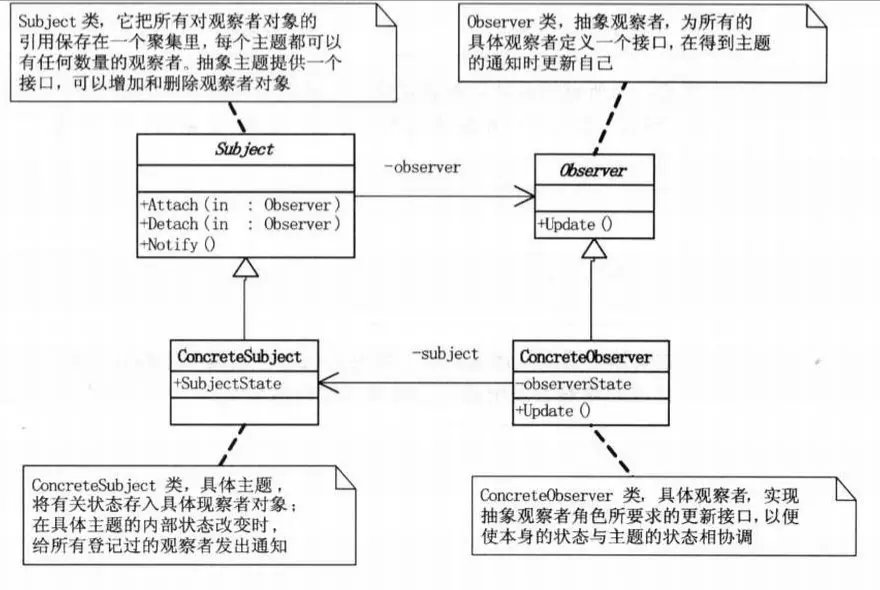 Subject 类，它把所有对观察者对象的
引用保存在一个聚集里，每个主题都可以
有任何数量的观察者。抽象主题提供一个
接口，可以增加和删除观察者对象
Observer 类，抽象观察者，为所有的
具体观察者定义一个接口，在得到主题
的通知时更新自己
Subject
+Attach(in : Observer)
+Detach(in : Observer)
+Notify()
-observer
Observer
+Update()
ConcreteSubject
+SubjectState
-subject
ConcreteObserver
-observerState
+Update()
ConcreteSubject 类，具体主题，
将有关状态存入具体现察者对象；
在具体主题的内部状态改变时，
给所有登记过的观察者发出通知
ConcreteObserver 类，具体观察者，实现
抽象观察者角色所要求的更新接口，以便
使本身的状态与主题的状态相协调